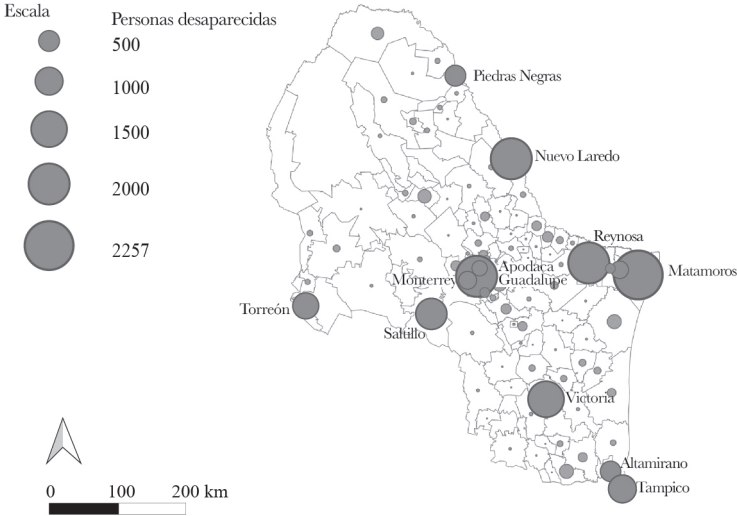 Escala
Personas desaparecidas
500
1000
1500
2000
2257
Piedras Negras
Nuevo Laredo
Reynosa
Matamoros
Apodaca
Monterrey
Guadalupe
Torreón
Saltillo
Victoria
Altamirano
Tampico
0 100 200 km